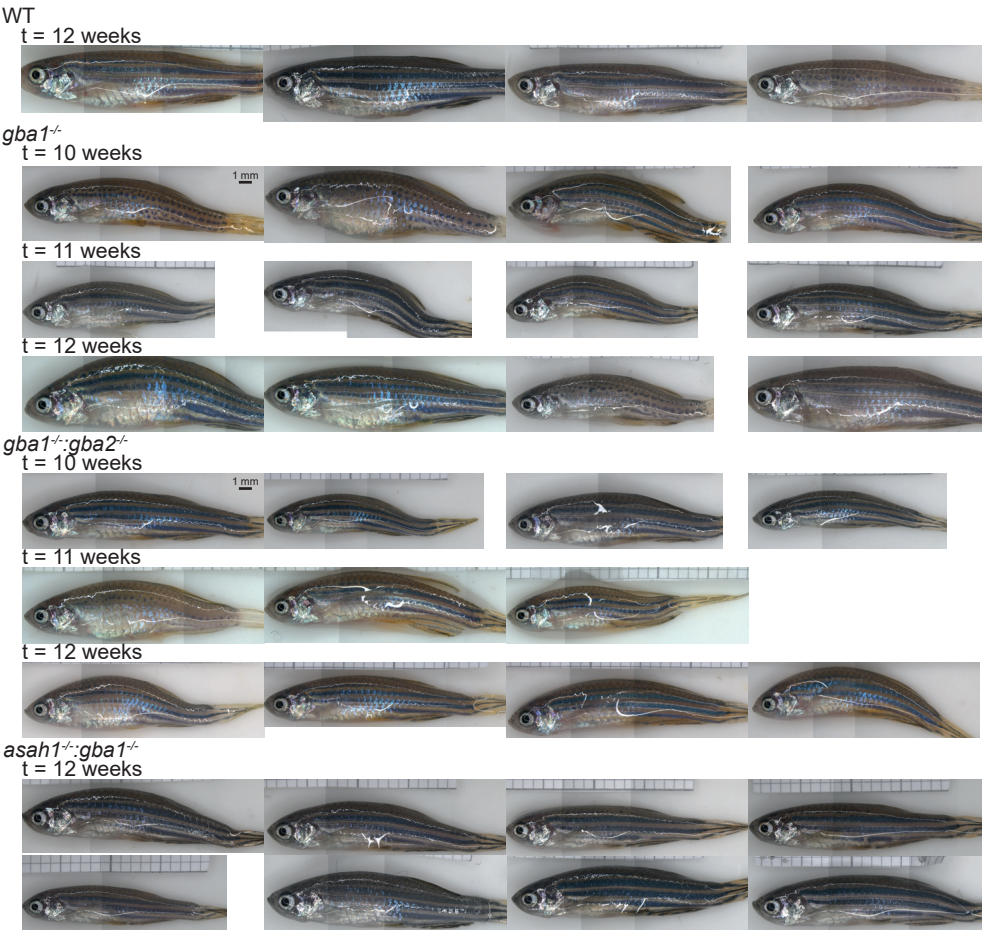 WT
t = 12 weeks
gba1-/-
t = 10 weeks
1 mm
t = 11 weeks
t = 12 weeks
gba1-/-:gba2-/-
t = 10 weeks
1 mm
t = 11 weeks
t = 12 weeks
asah1-/-:gba1-/-
t = 12 weeks